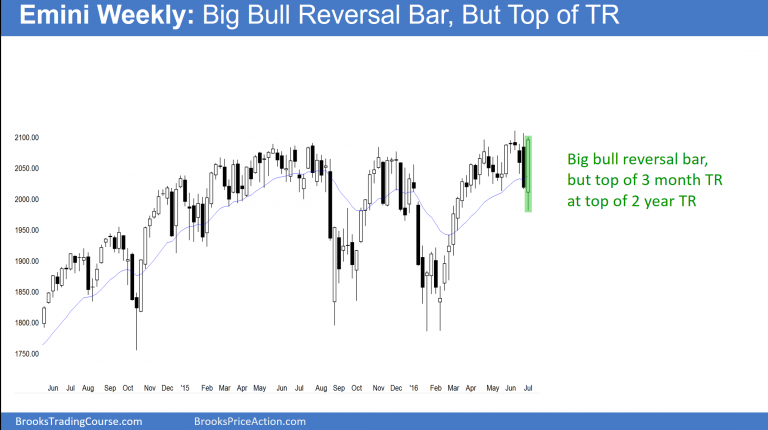 Emini Weekly: Big Bull Reversal Bar, But Top of TR
2100.00
2050.00
2000.00
1950.00
1900.00
1850.00
1800.00
1750.00
Big bull reversal bar,
but top of 3 month TR
at top of 2 year TR
Jun Jul Aug Sep Oct Nov Dec '15 Feb Mar Apr May Jun Jul Aug Sep Oct Nov Dec '16 Feb Mar Apr May Jun Jul
BrooksTradingCourse.com BrooksPriceAction.com